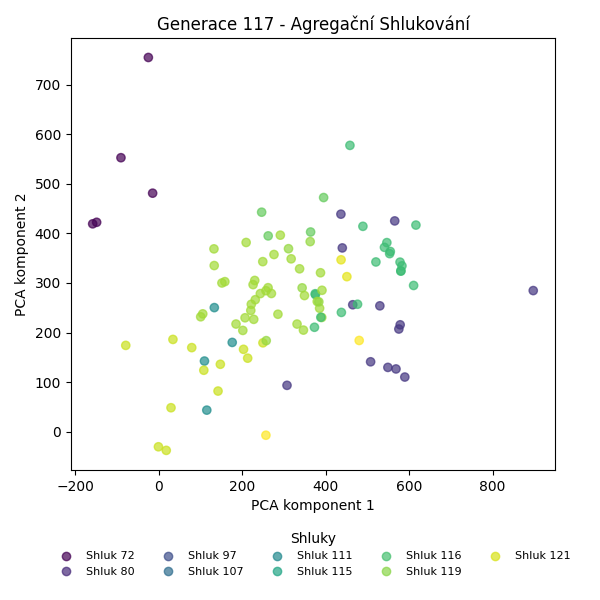 Generace 117 - Agregační Shlukování
PCA komponent 2
700
600
500
400
300
200
100
0
−200 0 200 400 600 800
PCA komponent 1
Shluky
Shluk 72 Shluk 97 Shluk 111 Shluk 116 Shluk 121
Shluk 80 Shluk 107 Shluk 115 Shluk 119